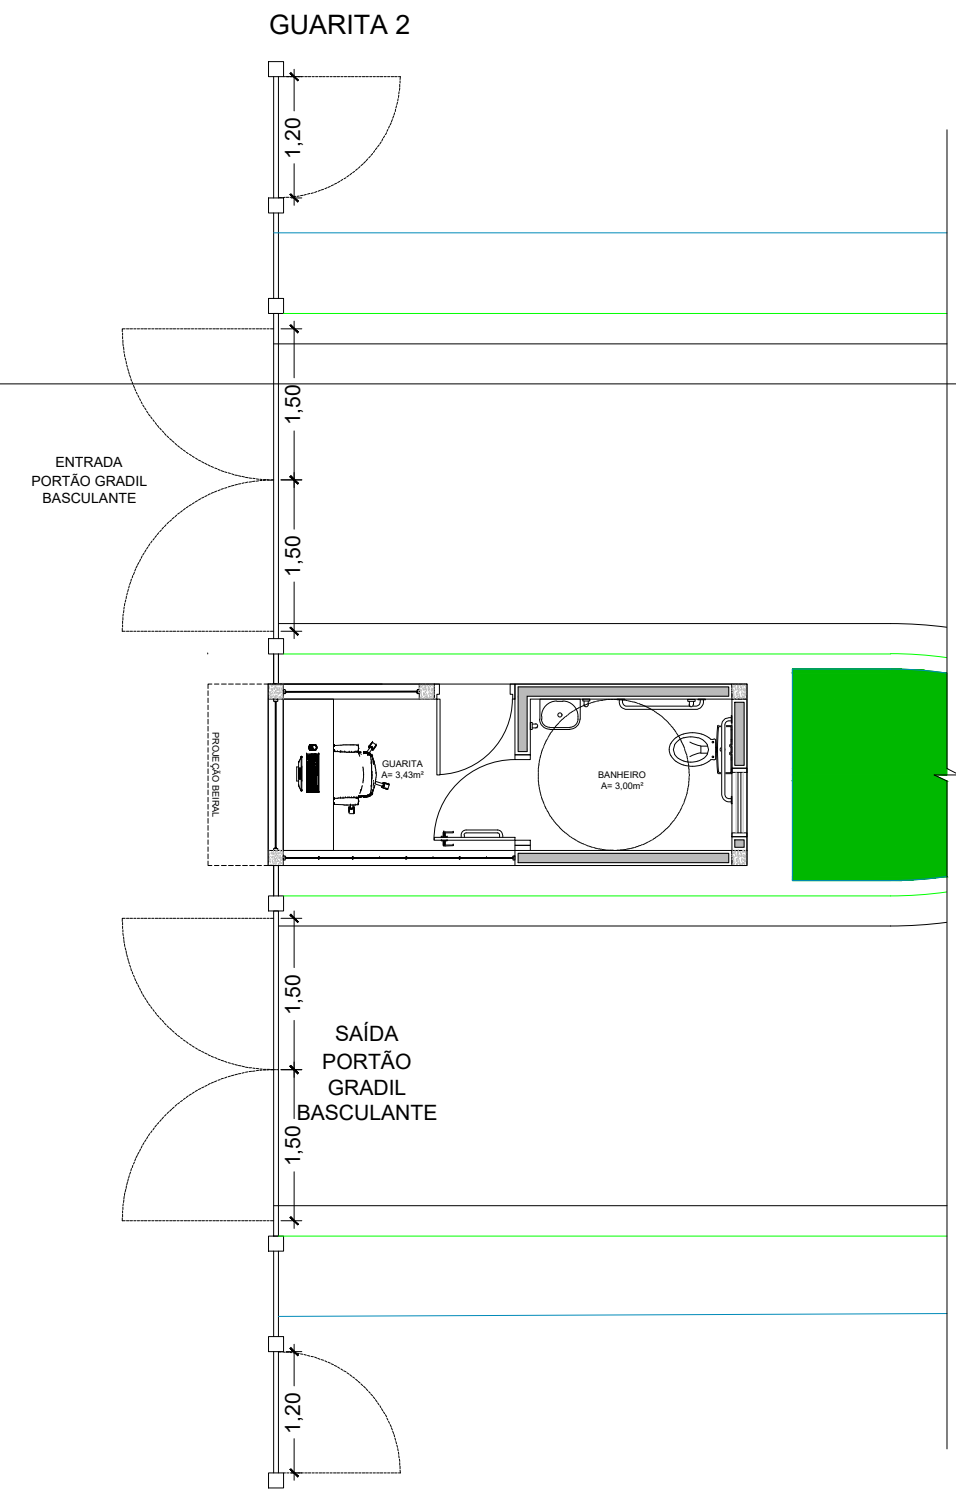 GUARITA 2
1,20
1,50
ENTRADA
PORTÃO GRADIL
BASCULANTE
1,50
PROJEÇÃO BEIRAL
GUARITA
A= 3,43m²
BANHEIRO
A= 3,00m²
1,50
SAÍDA
PORTÃO
GRADIL
BASCULANTE
1,50
1,20